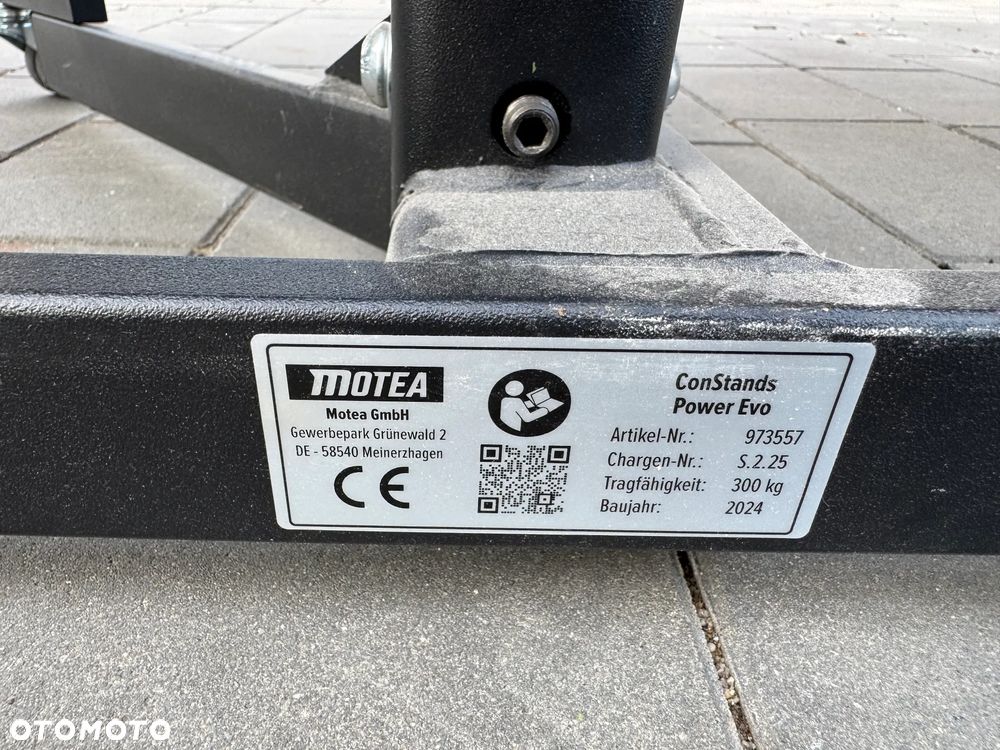 MOTEA
Motea GmbH
Gewerbepark Grünewald 2
DE - 58540 Meinerzhagen
CE
ConStands
Power Evo
Artikel-Nr.: 973557
Chargen-Nr.: S.2.25
Tragfähigkeit: 300 kg
Baujahr: 2024
OTOMOTO